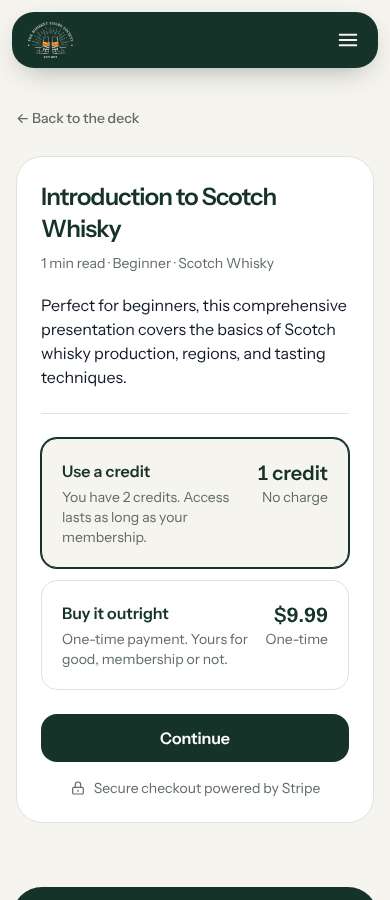 ← Back to the deck
Introduction to Scotch
Whisky
1 min read · Beginner · Scotch Whisky
Perfect for beginners, this comprehensive
presentation covers the basics of Scotch
whisky production, regions, and tasting
techniques.
Use a credit
1 credit
You have 2 credits. Access
No charge
lasts as long as your
membership.
Buy it outright
$9.99
One-time payment. Yours for
One-time
good, membership or not.
Continue
Secure checkout powered by Stripe